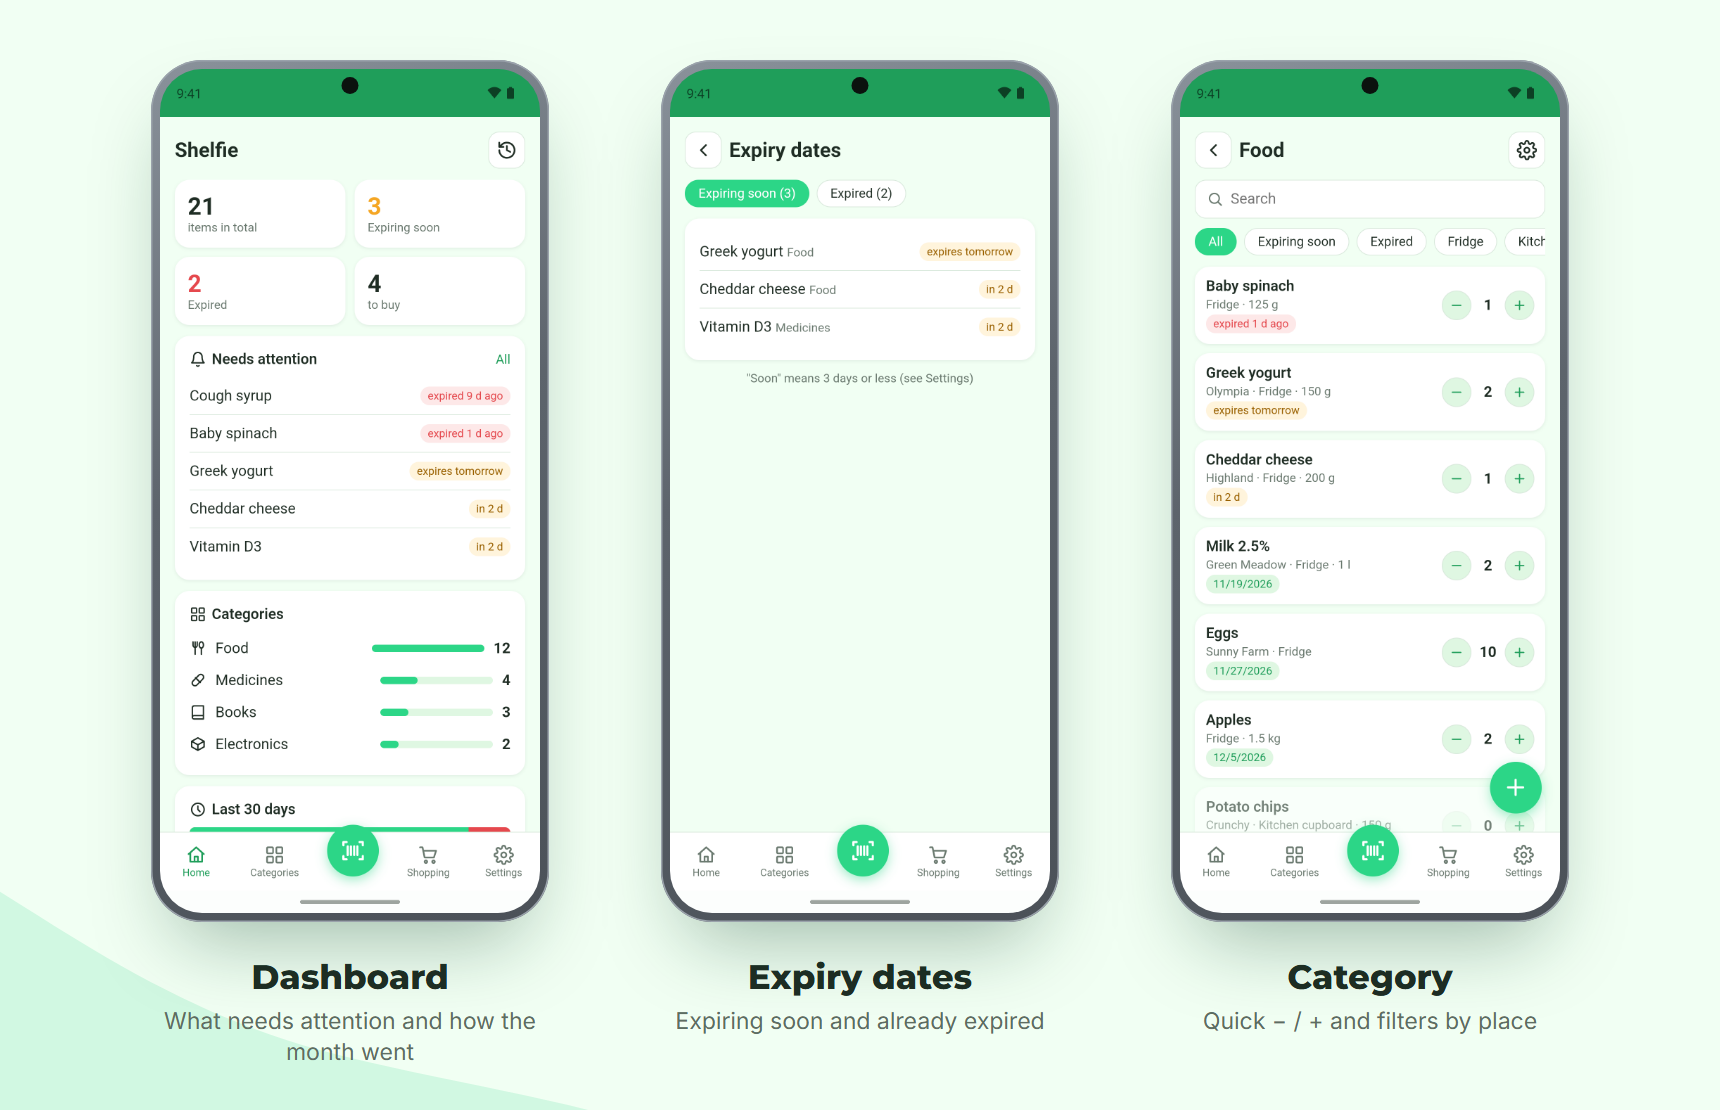 9:41
Shelfie
21
items in total
3
Expiring soon
2
Expired
4
to buy
Needs attention All
Cough syrup expired 9 d ago
Baby spinach expired 1 d ago
Greek yogurt expires tomorrow
Cheddar cheese in 2 d
Vitamin D3 in 2 d
Categories
Food 12
Medicines 4
Books 3
Electronics 2
Last 30 days
Home Categories Shopping Settings
Dashboard
What needs attention and how the
month went
9:41
Expiry dates
Expiring soon (3) Expired (2)
Greek yogurt Food expires tomorrow
Cheddar cheese Food in 2 d
Vitamin D3 Medicines in 2 d
"Soon" means 3 days or less (see Settings)
Home Categories Shopping Settings
Expiry dates
Expiring soon and already expired
9:41
Food
Search
All Expiring soon Expired Fridge Kitch
Baby spinach
Fridge · 125 g
expired 1 d ago
− 1 +
Greek yogurt
Olympia · Fridge · 150 g
expires tomorrow
− 2 +
Cheddar cheese
Highland · Fridge · 200 g
in 2 d
− 1 +
Milk 2.5%
Green Meadow · Fridge · 1 l
11/19/2026
− 2 +
Eggs
Sunny Farm · Fridge
11/27/2026
− 10 +
Apples
Fridge · 1.5 kg
12/5/2026
− 2 +
+
Potato chips
Crunchy · Kitchen cupboard · 150 g
− 0 +
Home Categories Shopping Settings
Category
Quick − / + and filters by place